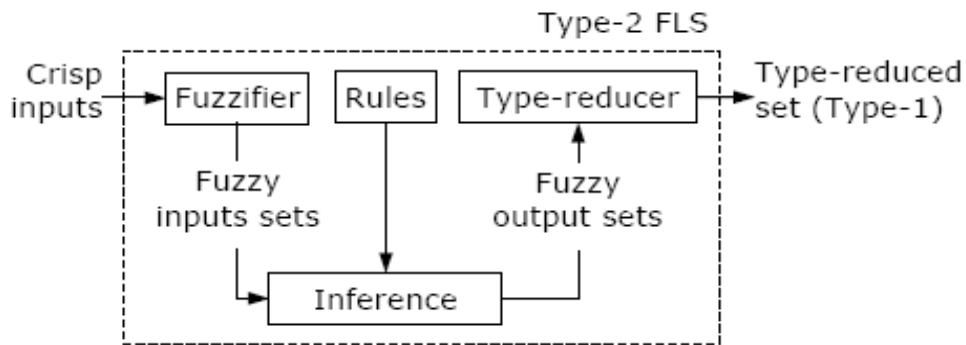 Type-2 FLS
Crisp
inputs
Fuzzifier
Rules
Type-reducer
Type-reduced
set (Type-1)
Fuzzy
inputs sets
Fuzzy
output sets
Inference